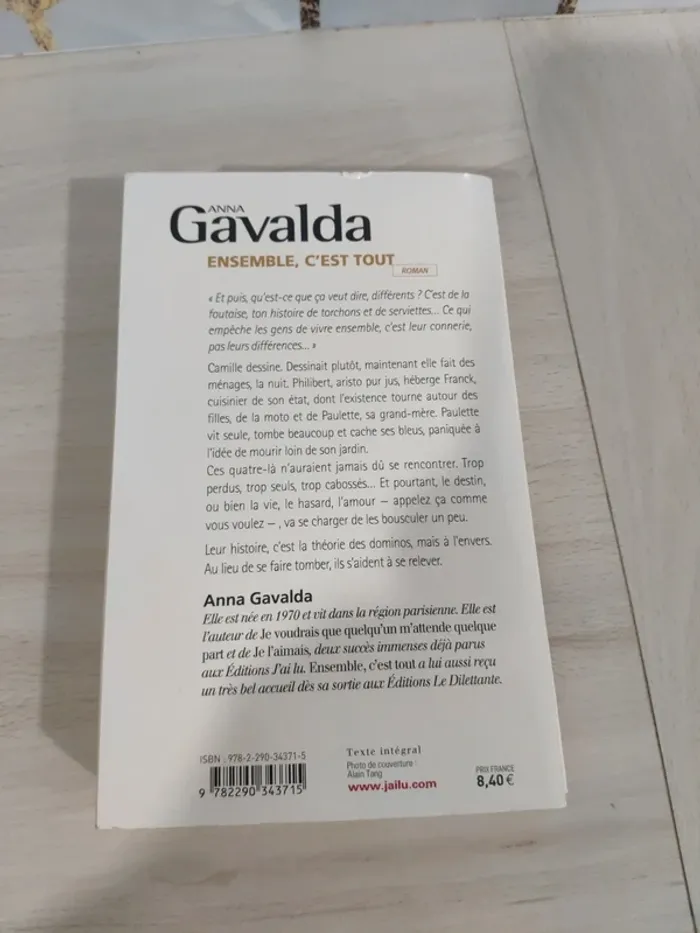 ANNA
Gavalda
ENSEMBLE, C'EST TOUT
ROMAN
« Et puis, qu'est-ce que ça veut dire, différents ? C'est de la
foutaise, ton histoire de torchons et de serviettes... Ce qui
empêche les gens de vivre ensemble, c'est leur connerie,
pas leurs différences... »
Camille dessine. Dessinait plutôt, maintenant elle fait des
ménages, la nuit. Philibert, aristo pur jus, héberge Franck,
cuisinier de son état, dont l'existence tourne autour des
filles, de la moto et de Paulette, sa grand-mère. Paulette
vit seule, tombe beaucoup et cache ses bleus, paniquée à
l'idée de mourir loin de son jardin.
Ces quatre-là n'auraient jamais dû se rencontrer. Trop
perdus, trop seuls, trop cabossés... Et pourtant, le destin,
ou bien la vie, le hasard, l'amour — appelez ça comme
vous voulez — , va se charger de les bousculer un peu.
Leur histoire, c'est la théorie des dominos, mais à l'envers.
Au lieu de se faire tomber, ils s'aident à se relever.
Anna Gavalda
Elle est née en 1970 et vit dans la région parisienne. Elle est
l'auteur de Je voudrais que quelqu'un m'attende quelque
part et de Je l'aimais, deux succès immenses déjà parus
aux Éditions J'ai lu. Ensemble, c'est tout a lui aussi reçu
un très bel accueil dès sa sortie aux Éditions Le Dilettante.
ISBN : 978-2-290-34371-5
9 782290 343715
Texte intégral
Photo de couverture :
Alain Tang
www.jailu.com
PRIX FRANCE
8,40 €